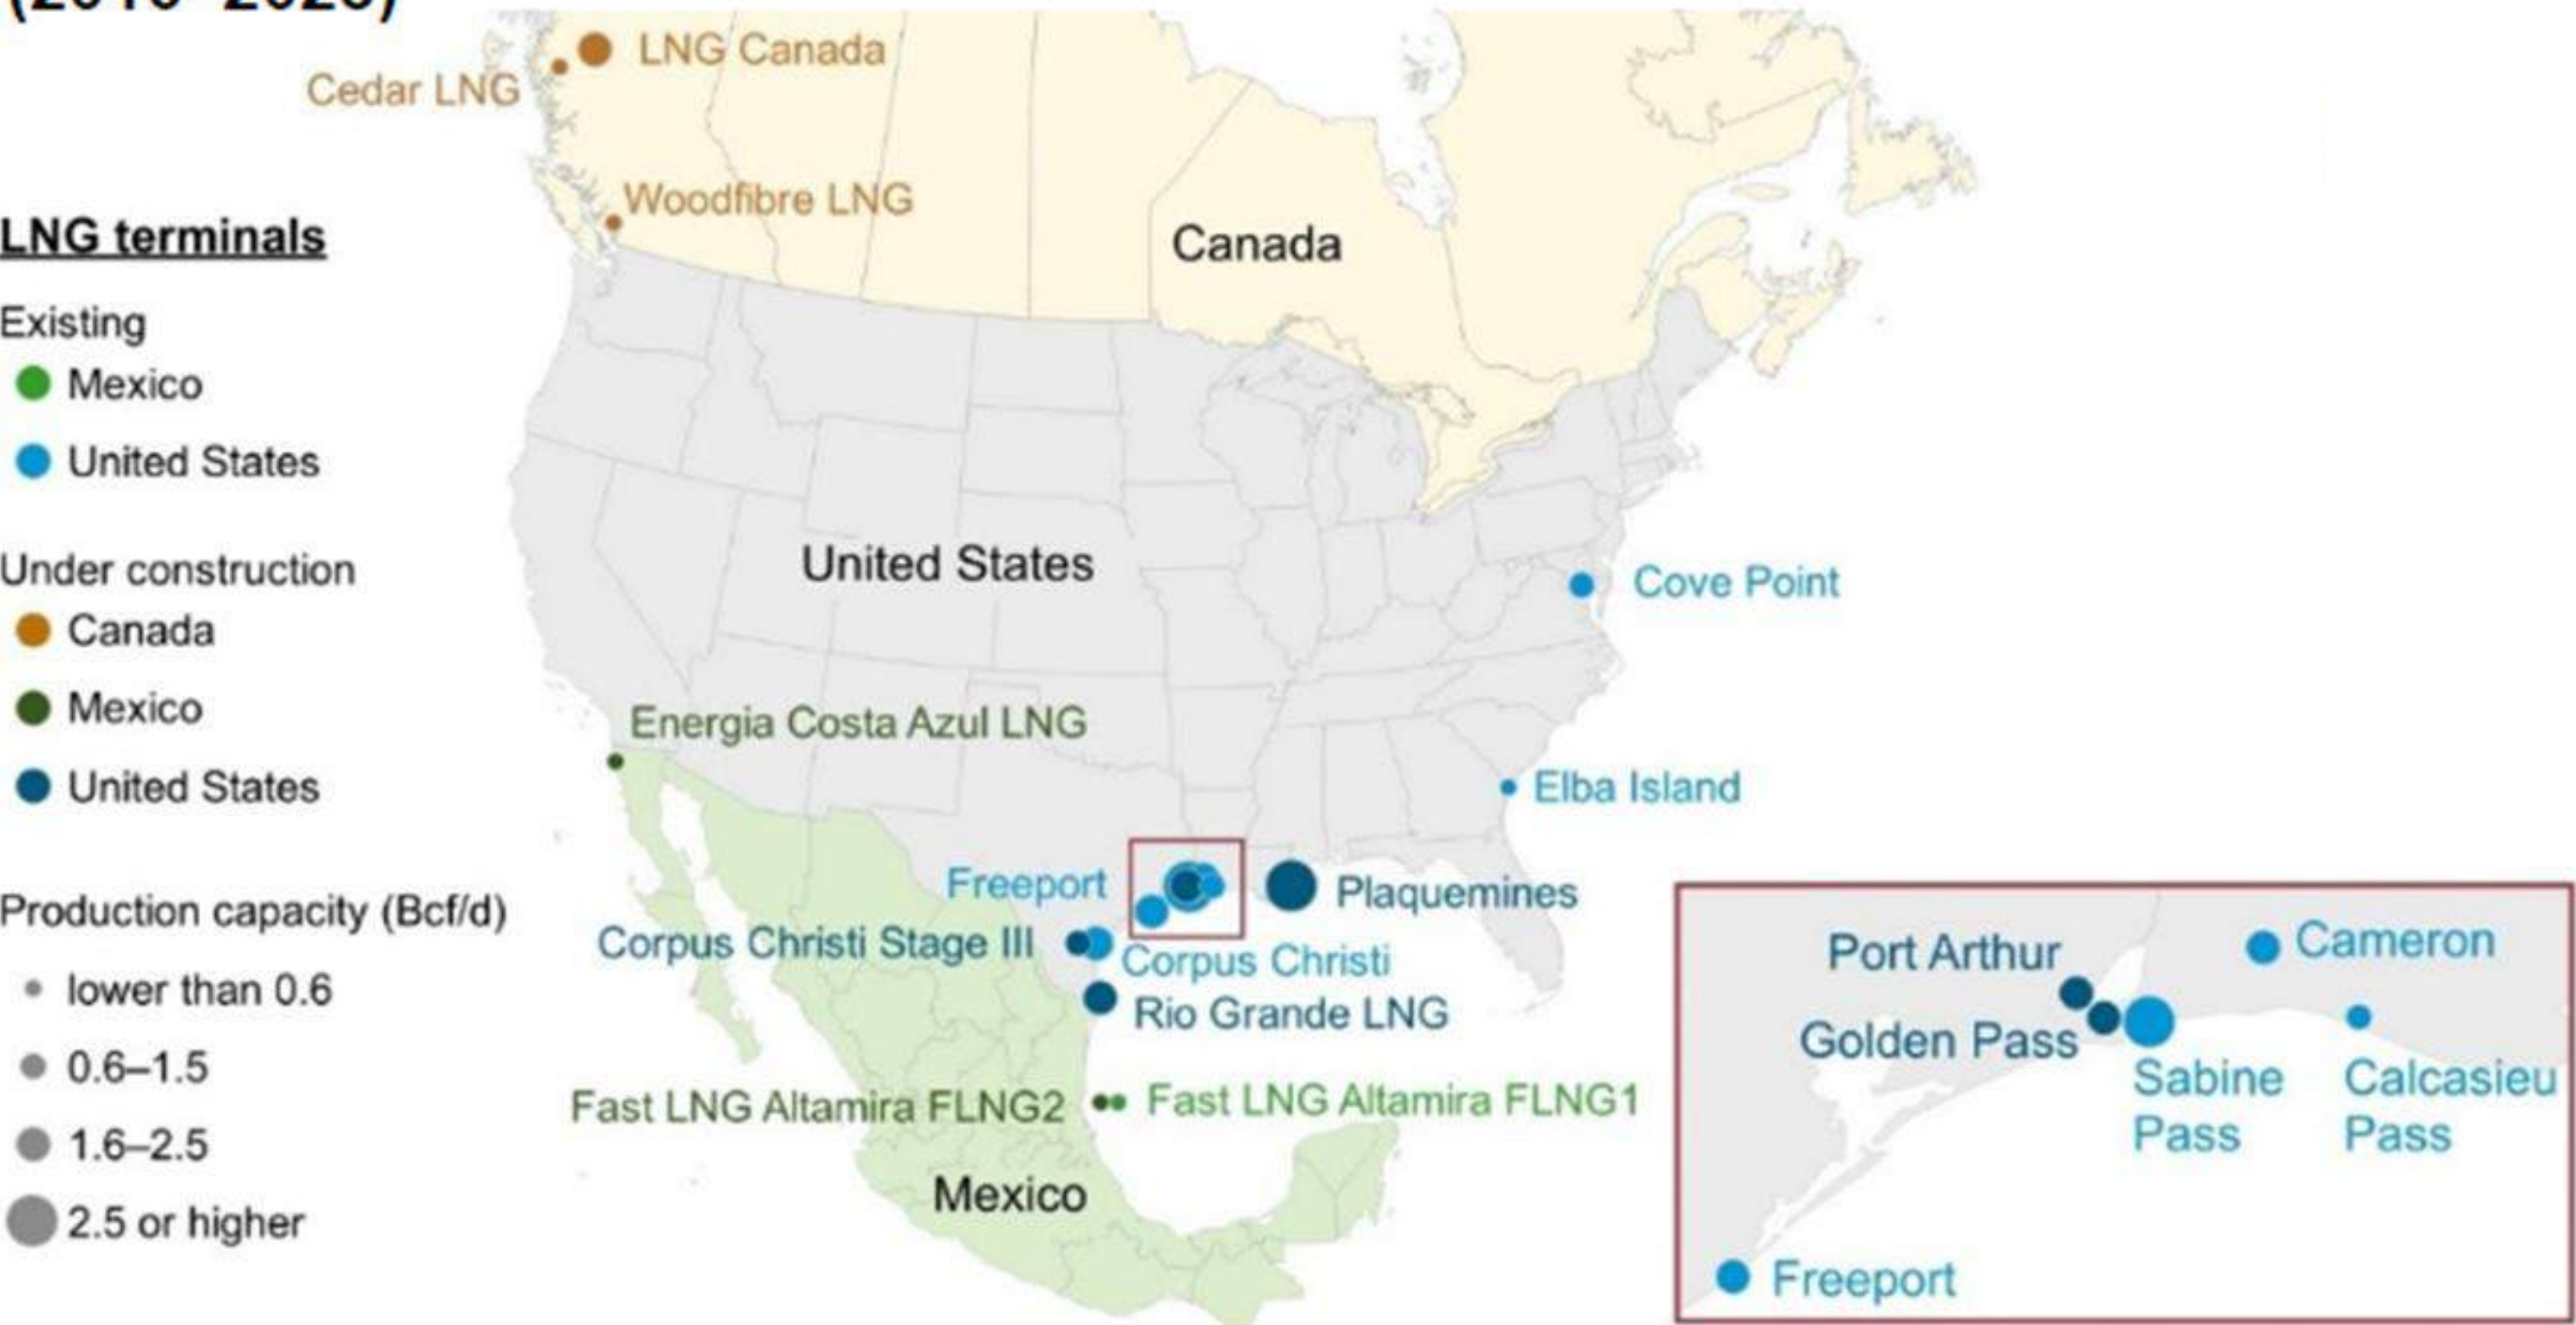 LNG Canada
Cedar LNG
Woodfibre LNG
Canada
LNG terminals
Existing
Mexico
United States
Under construction
Canada
Mexico
United States
Production capacity (Bcf/d)
lower than 0.6
0.6–1.5
1.6–2.5
2.5 or higher
United States
Cove Point
Energia Costa Azul LNG
Elba Island
Freeport
Plaquemines
Corpus Christi Stage III
Corpus Christi
Rio Grande LNG
Fast LNG Altamira FLNG2
Fast LNG Altamira FLNG1
Mexico
Port Arthur
Cameron
Golden Pass
Sabine
Pass
Calcasieu
Pass
Freeport